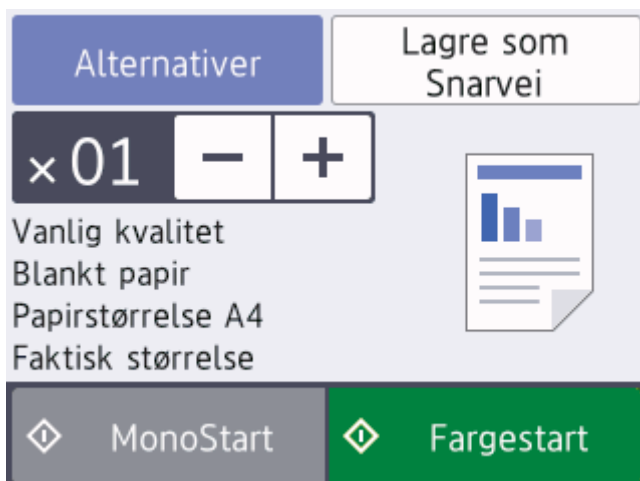 Alternativer
Lagre som
Snarvei
×01 − +
Vanlig kvalitet
Blankt papir
Papirstørrelse A4
Faktisk størrelse
MonoStart
Fargestart